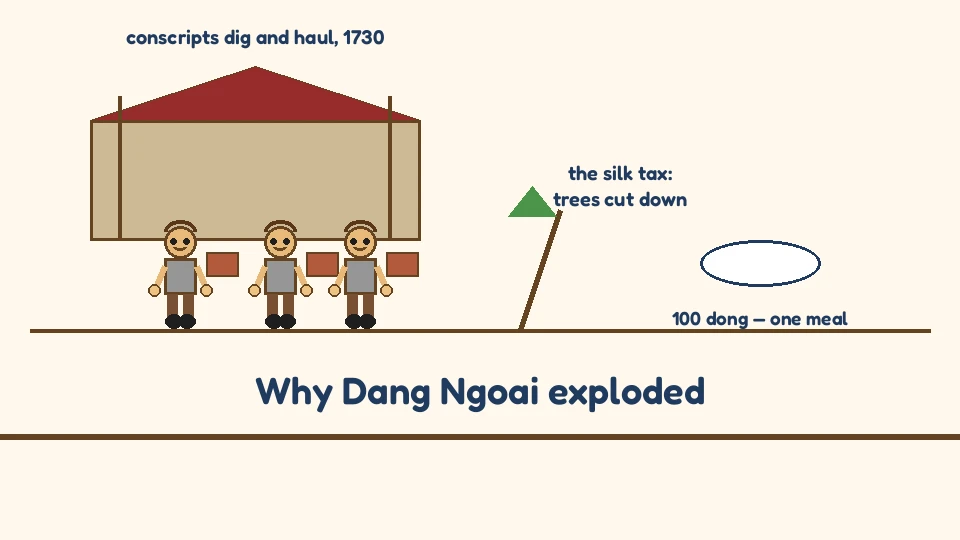 conscripts dig and haul, 1730
the silk tax:
trees cut down
100 dong — one meal
Why Dang Ngoai exploded